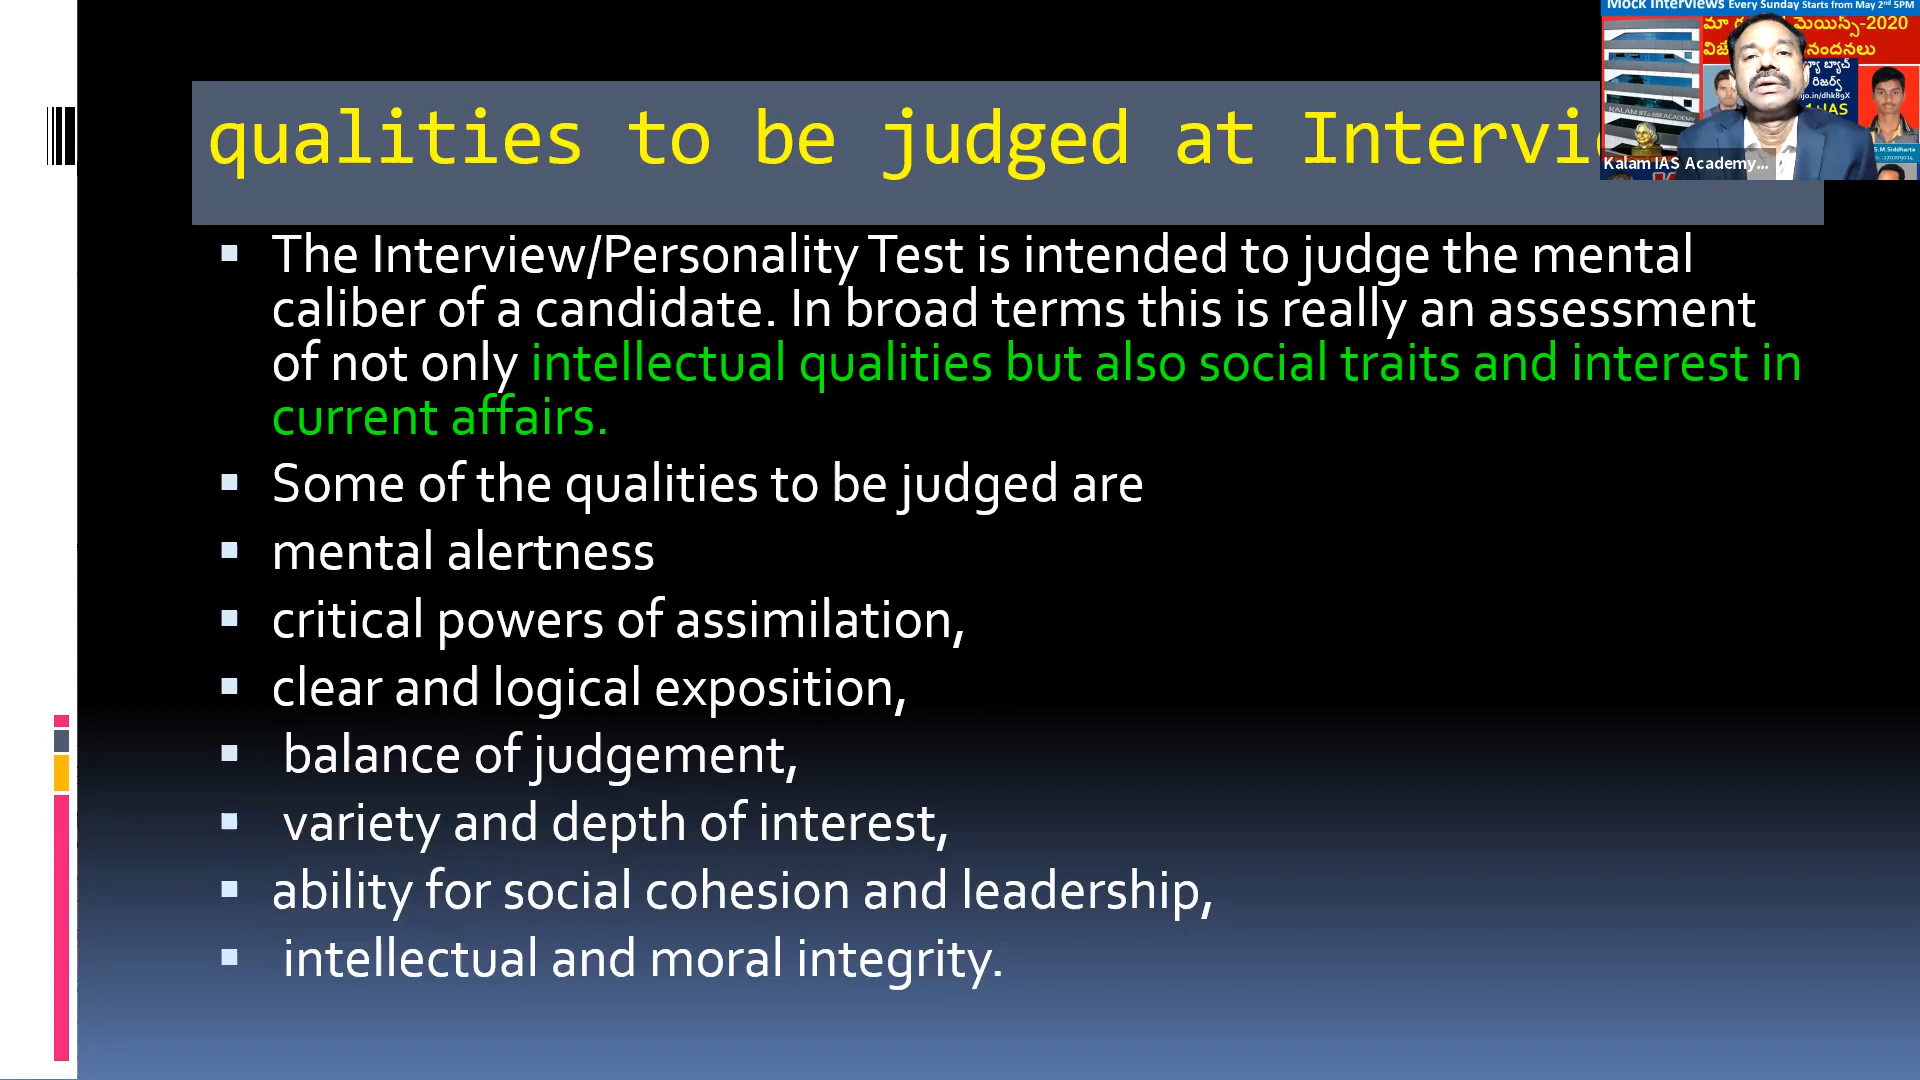 Mock Interviews Every Sunday Starts from May 2nd 5PM
మెయిన్స్-2020
qualities to be judged at
Kalam IAS Academy...
The Interview/Personality Test is intended to judge the mental
caliber of a candidate. In broad terms this is really an assessment
of not only intellectual qualities but also social traits and interest in
current affairs.
Some of the qualities to be judged are
mental alertness
critical powers of assimilation,
clear and logical exposition,
balance of judgement,
variety and depth of interest,
ability for social cohesion and leadership,
intellectual and moral integrity.